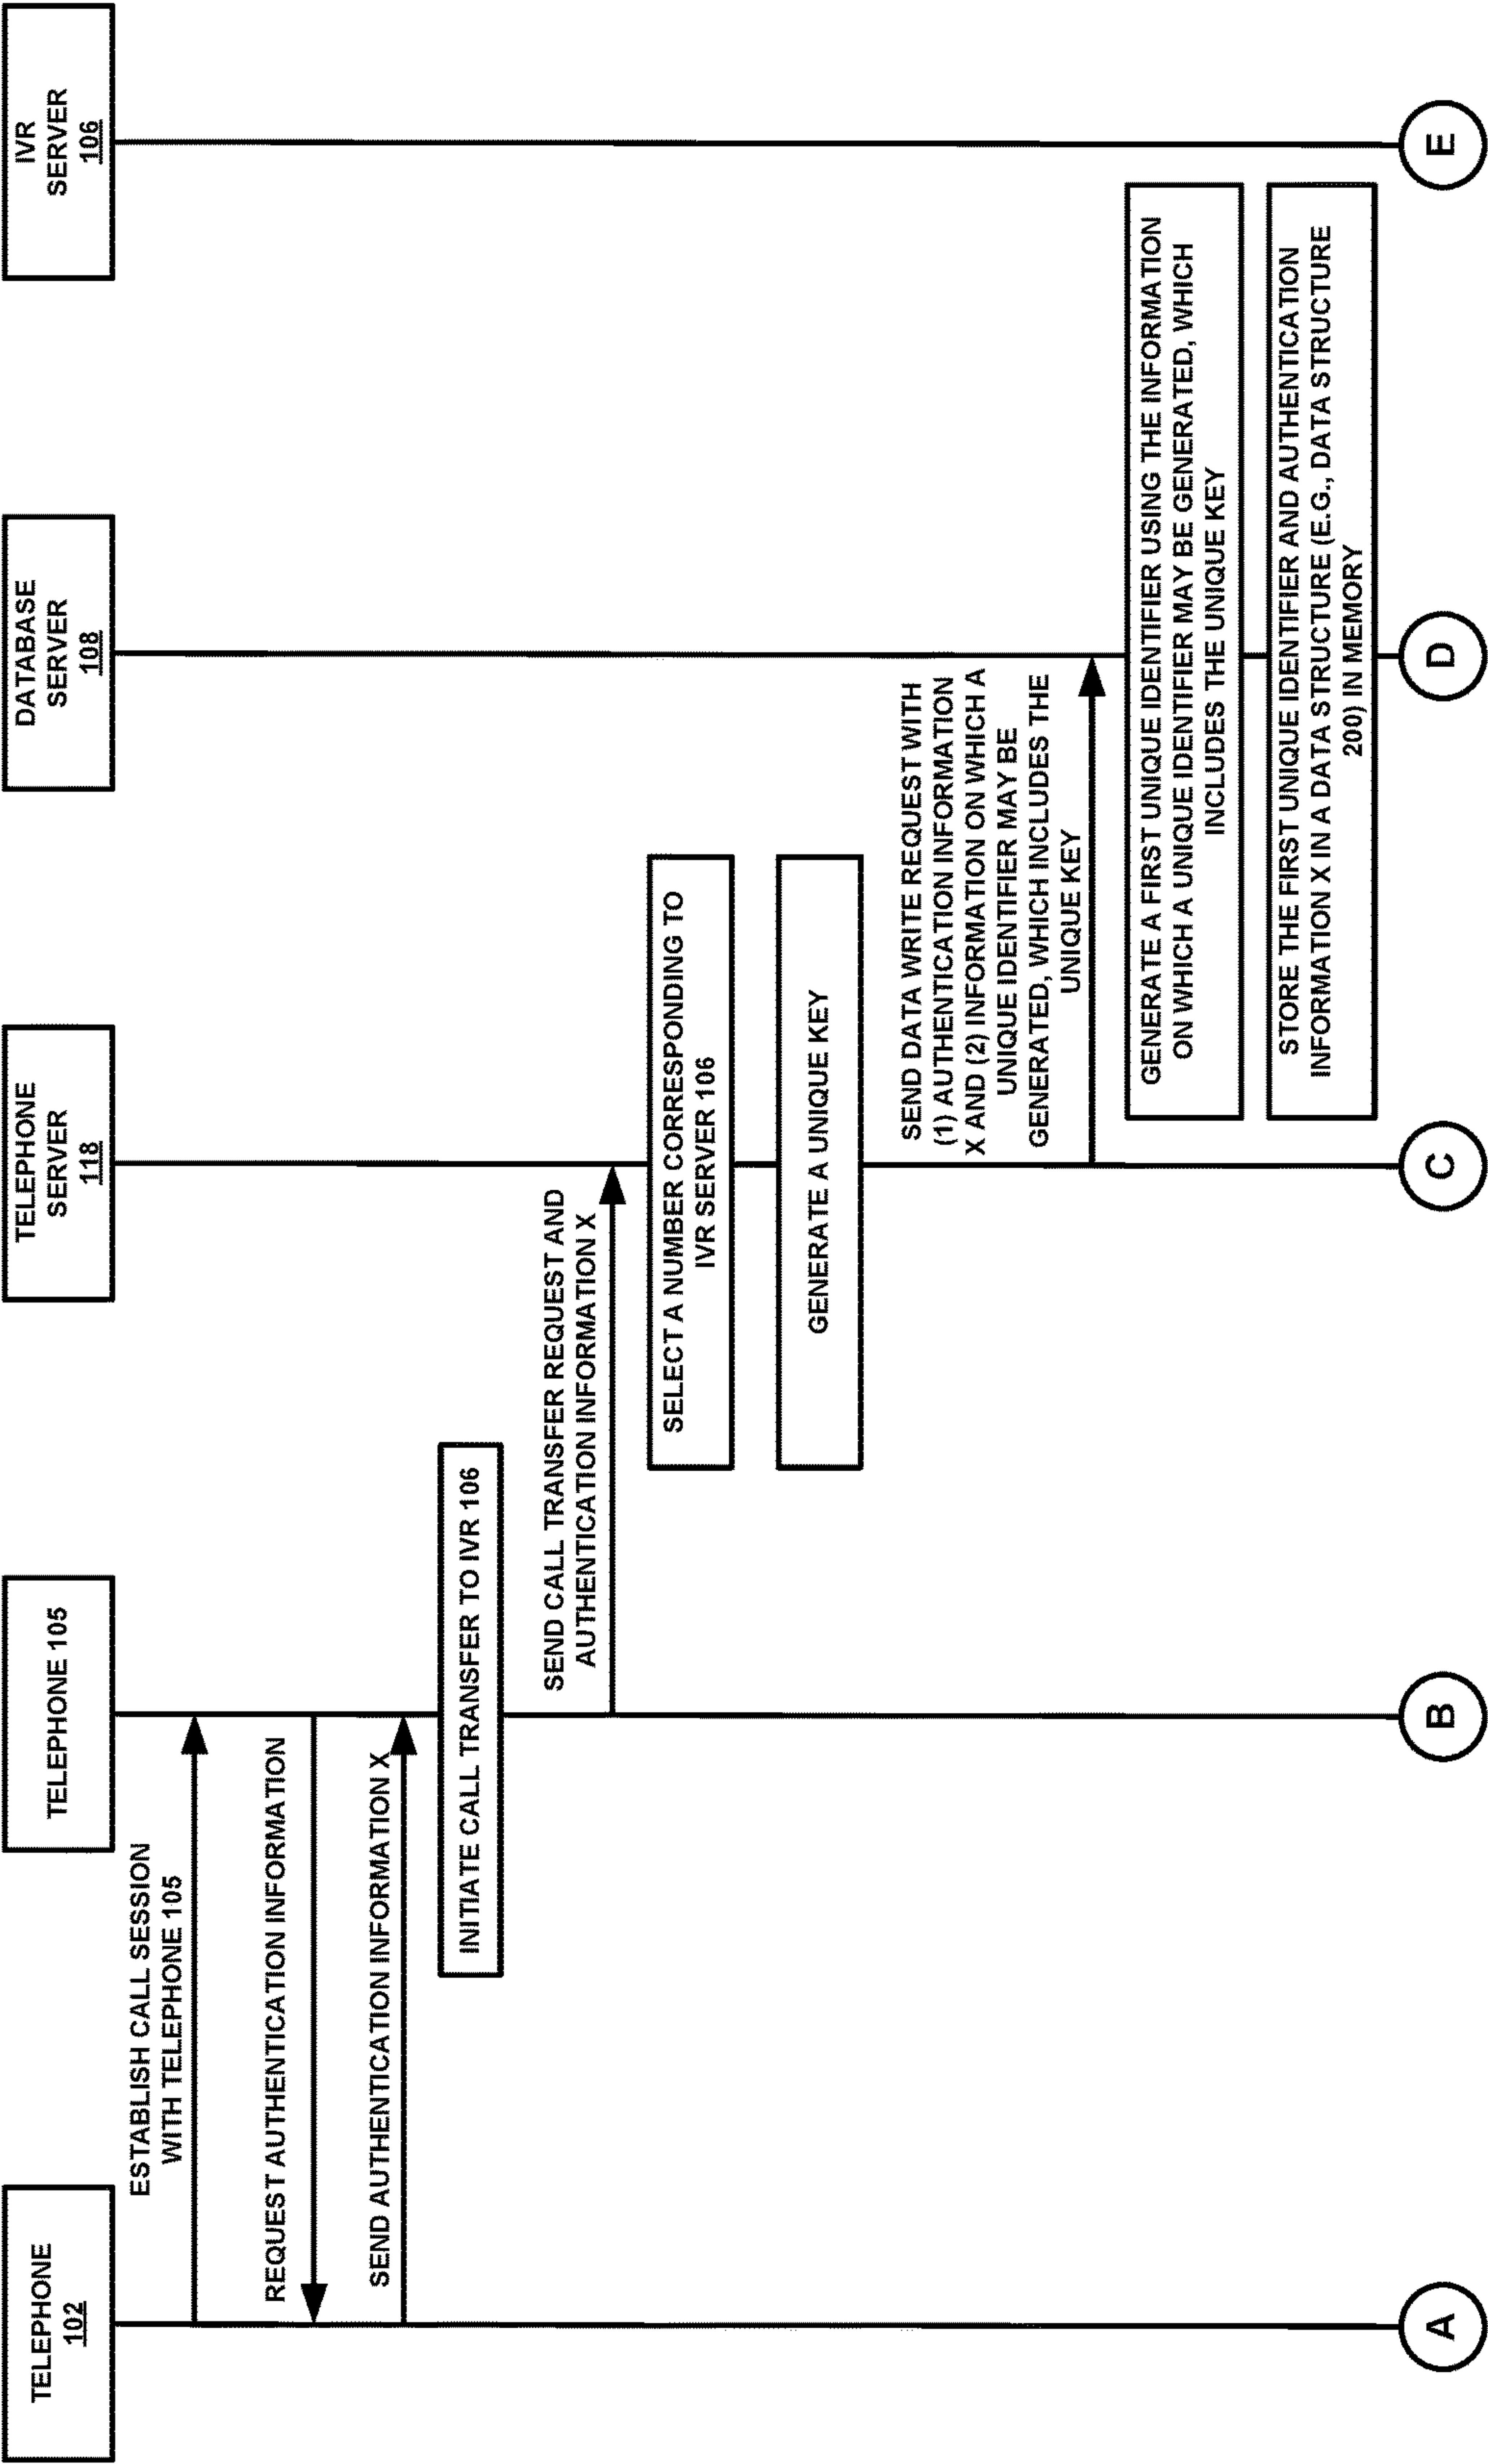 TELEPHONE
102
TELEPHONE 105
TELEPHONE
SERVER
118
DATABASE
SERVER
108
IVR
SERVER
106
ESTABLISH CALL SESSION
WITH TELEPHONE 105
REQUEST AUTHENTICATION INFORMATION
SEND AUTHENTICATION INFORMATION X
INITIATE CALL TRANSFER TO IVR 106
SEND CALL TRANSFER REQUEST AND
AUTHENTICATION INFORMATION X
SELECT A NUMBER CORRESPONDING TO
IVR SERVER 106
GENERATE A UNIQUE KEY
SEND DATA WRITE REQUEST WITH
(1) AUTHENTICATION INFORMATION
X AND (2) INFORMATION ON WHICH A
UNIQUE IDENTIFIER MAY BE
GENERATED, WHICH INCLUDES THE
UNIQUE KEY
GENERATE A FIRST UNIQUE IDENTIFIER USING THE INFORMATION
ON WHICH A UNIQUE IDENTIFIER MAY BE GENERATED, WHICH
INCLUDES THE UNIQUE KEY
STORE THE FIRST UNIQUE IDENTIFIER AND AUTHENTICATION
INFORMATION X IN A DATA STRUCTURE (E.G., DATA STRUCTURE
200) IN MEMORY
A
B
C
D
E